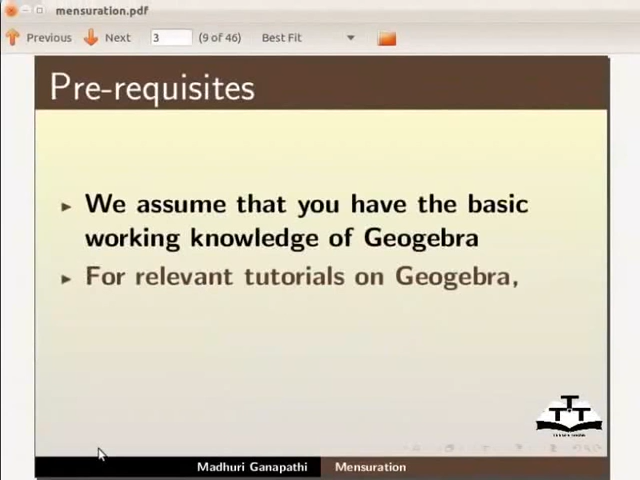 mensuration.pdf
Previous Next 3 (9 of 46) Best Fit
Pre-requisites
We assume that you have the basic
working knowledge of Geogebra
For relevant tutorials on Geogebra,
TTT
Madhuri Ganapathi Mensuration